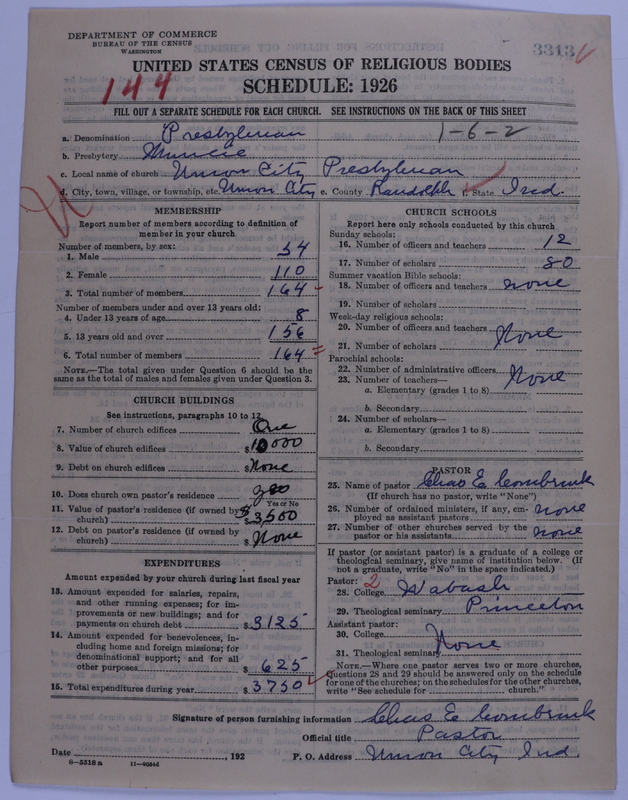 DEPARTMENT OF COMMERCE
BUREAU OF THE CENSUS
WASHINGTON
3313
UNITED STATES CENSUS OF RELIGIOUS BODIES
144
SCHEDULE: 1926
FILL OUT A SEPARATE SCHEDULE FOR EACH CHURCH. SEE INSTRUCTIONS ON THE BACK OF THIS SHEET
a. Denomination Presbyterian 1-6-2
b. Presbytery Muncie
c. Local name of church Union City Presbyterian
d. City, town, village, or township, etc. Union City e. County Randolph f. State Ind.
MEMBERSHIP
Report number of members according to definition of member in your church
Number of members, by sex:
1. Male 54
2. Female 110
3. Total number of members 164
Number of members under and over 13 years old:
4. Under 13 years of age 8
5. 13 years old and over 156
6. Total number of members 164
NOTE.—The total given under Question 6 should be the same as the total of males and females given under Question 3.
CHURCH BUILDINGS
See instructions, paragraphs 10 to 12
7. Number of church edifices One
8. Value of church edifices $10000
9. Debt on church edifices $None
10. Does church own pastor's residence yes
Yes or No
11. Value of pastor's residence (if owned by church) $3,500
12. Debt on pastor's residence (if owned by church) $None
EXPENDITURES
Amount expended by your church during last fiscal year
13. Amount expended for salaries, repairs, and other running expenses; for improvements or new buildings; and for payments on church debt $3125
14. Amount expended for benevolences, including home and foreign missions; for denominational support; and for all other purposes $625
15. Total expenditures during year $3750
CHURCH SCHOOLS
Report here only schools conducted by this church
Sunday schools:
16. Number of officers and teachers 12
17. Number of scholars 80
Summer vacation Bible schools:
18. Number of officers and teachers none
19. Number of scholars
Week-day religious schools:
20. Number of officers and teachers None
21. Number of scholars
Parochial schools:
22. Number of administrative officers None
23. Number of teachers—
a. Elementary (grades 1 to 8)
b. Secondary
24. Number of scholars—
a. Elementary (grades 1 to 8)
b. Secondary
PASTOR
25. Name of pastor Chas E Combrink
(If church has no pastor, write "None")
26. Number of ordained ministers, if any, employed as assistant pastors none
27. Number of other churches served by the pastor or his assistants none
If pastor (or assistant pastor) is a graduate of a college or theological seminary, give name of institution below. (If not a graduate, write "No" in the space indicated.)
Pastor: 2
28. College Wabash
29. Theological seminary Princeton
Assistant pastor:
30. College None
31. Theological seminary
NOTE.—Where one pastor serves two or more churches, Questions 28 and 29 should be answered only on the schedule for one of the churches; on the schedules for the other churches, write "See schedule for church."
Signature of person furnishing information Chas E Combrink
Official title Pastor
Date , 192 P. O. Address Union City Ind
8—5518 a